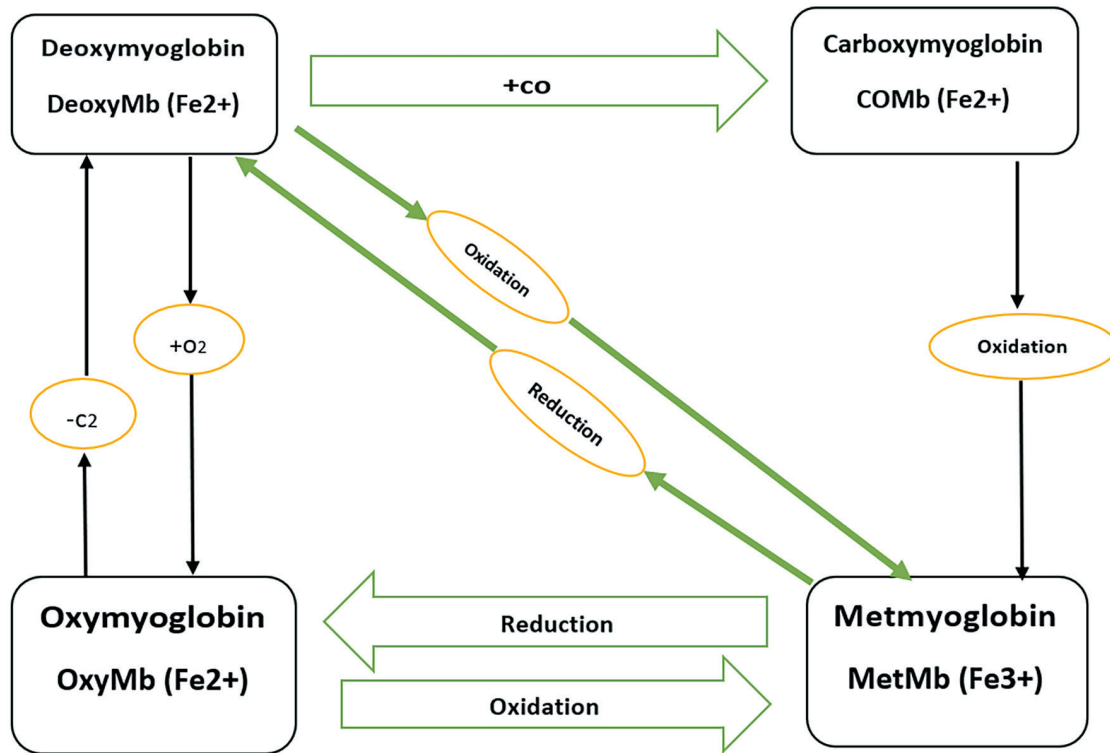 Deoxymyoglobin
DeoxyMb (Fe2+)
+co
Carboxymyoglobin
COMb (Fe2+)
Oxidation
Reduction
+O2
-C2
Oxidation
Oxymyoglobin
OxyMb (Fe2+)
Reduction
Oxidation
Metmyoglobin
MetMb (Fe3+)